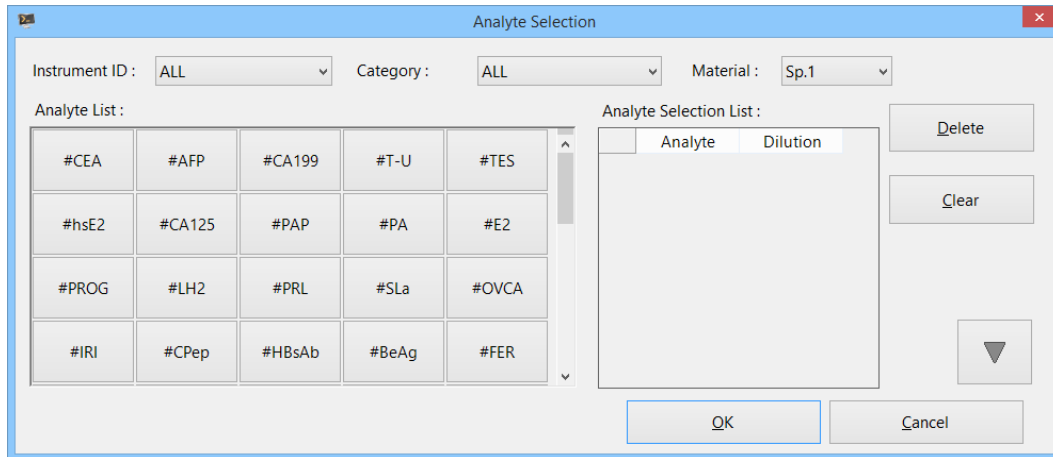 Analyte Selection
Instrument ID : ALL Category : ALL Material : Sp.1
Analyte List : Analyte Selection List :
#CEA #AFP #CA199 #T-U #TES
#hsE2 #CA125 #PAP #PA #E2
#PROG #LH2 #PRL #SLa #OVCA
#IRI #CPep #HBsAb #BeAg #FER
Analyte Dilution
Delete
Clear
OK Cancel